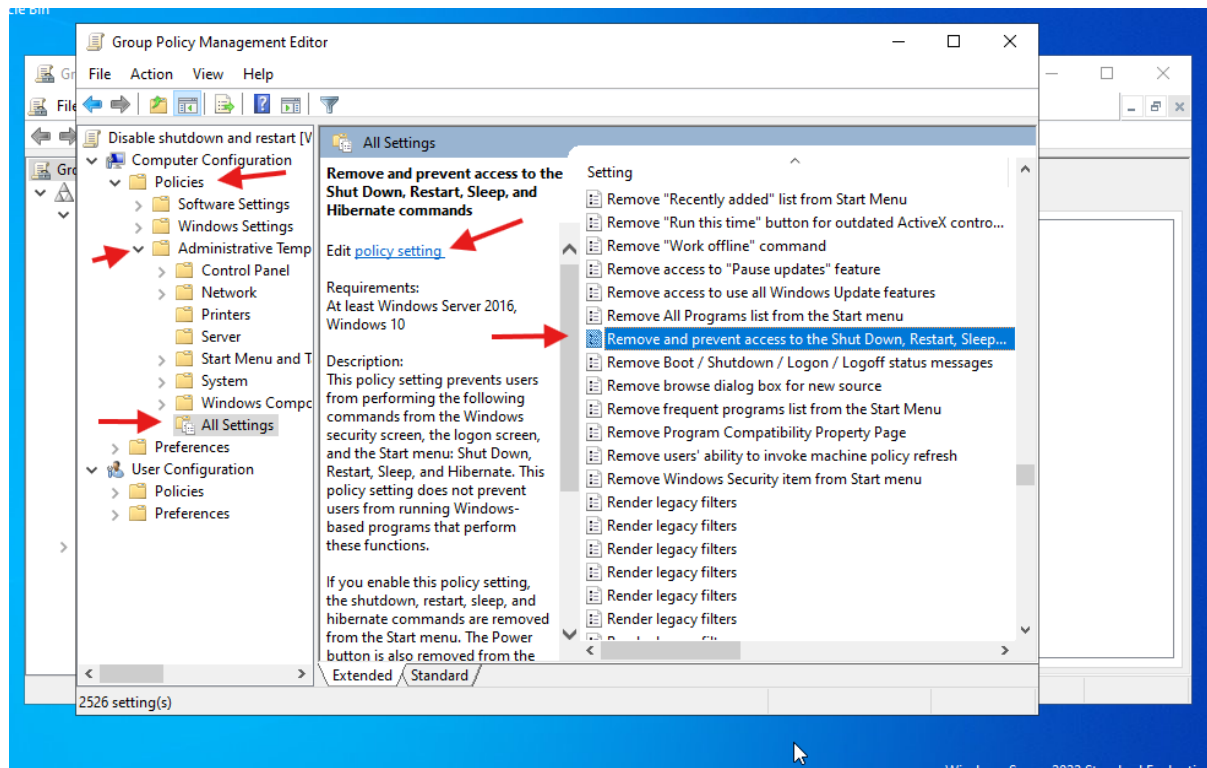 Group Policy Management Editor
File Action View Help
File
Disable shutdown and restart [V
Computer Configuration
Policies
Software Settings
Windows Settings
Administrative Temp
Control Panel
Network
Printers
Server
Start Menu and T
System
Windows Compc
All Settings
Preferences
User Configuration
Policies
Preferences
All Settings
Remove and prevent access to the
Shut Down, Restart, Sleep, and
Hibernate commands
Edit policy setting
Requirements:
At least Windows Server 2016,
Windows 10
Description:
This policy setting prevents users
from performing the following
commands from the Windows
security screen, the logon screen,
and the Start menu: Shut Down,
Restart, Sleep, and Hibernate. This
policy setting does not prevent
users from running Windows-
based programs that perform
these functions.
If you enable this policy setting,
the shutdown, restart, sleep, and
hibernate commands are removed
from the Start menu. The Power
button is also removed from the
Setting
Remove "Recently added" list from Start Menu
Remove "Run this time" button for outdated ActiveX contro...
Remove "Work offline" command
Remove access to "Pause updates" feature
Remove access to use all Windows Update features
Remove All Programs list from the Start menu
Remove and prevent access to the Shut Down, Restart, Sleep...
Remove Boot / Shutdown / Logon / Logoff status messages
Remove browse dialog box for new source
Remove frequent programs list from the Start Menu
Remove Program Compatibility Property Page
Remove users' ability to invoke machine policy refresh
Remove Windows Security item from Start menu
Render legacy filters
Render legacy filters
Render legacy filters
Render legacy filters
Render legacy filters
Render legacy filters
Extended Standard
2526 setting(s)